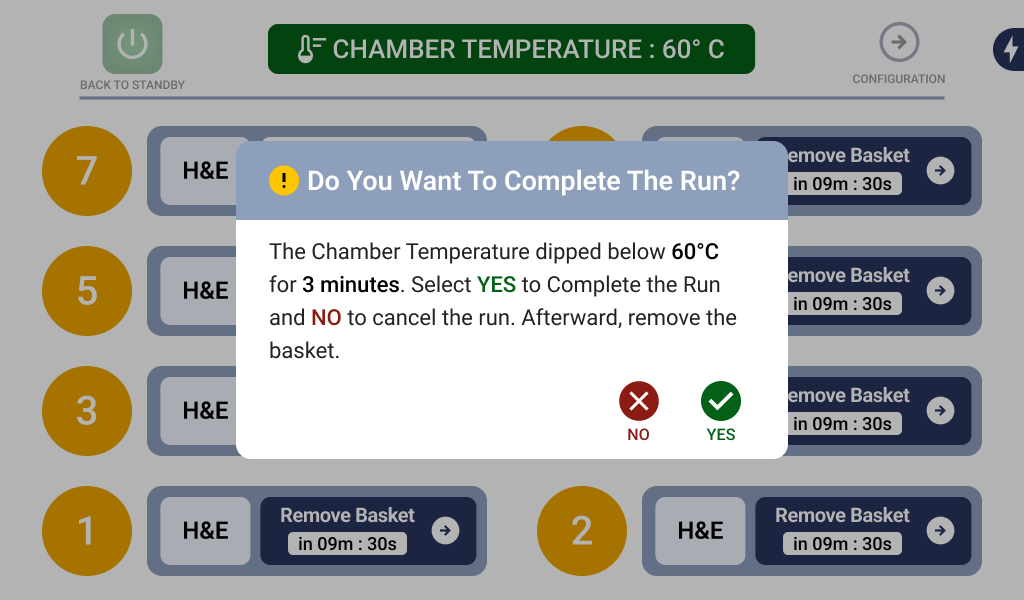 CHAMBER TEMPERATURE : 60° C
BACK TO STANDBY
CONFIGURATION
7
H&E
emove Basket
in 09m : 30s
! Do You Want To Complete The Run?
The Chamber Temperature dipped below 60°C
for 3 minutes. Select YES to Complete the Run
and NO to cancel the run. Afterward, remove the
basket.
NO
YES
5
H&E
emove Basket
in 09m : 30s
3
H&E
emove Basket
in 09m : 30s
1
H&E
Remove Basket
in 09m : 30s
2
H&E
Remove Basket
in 09m : 30s